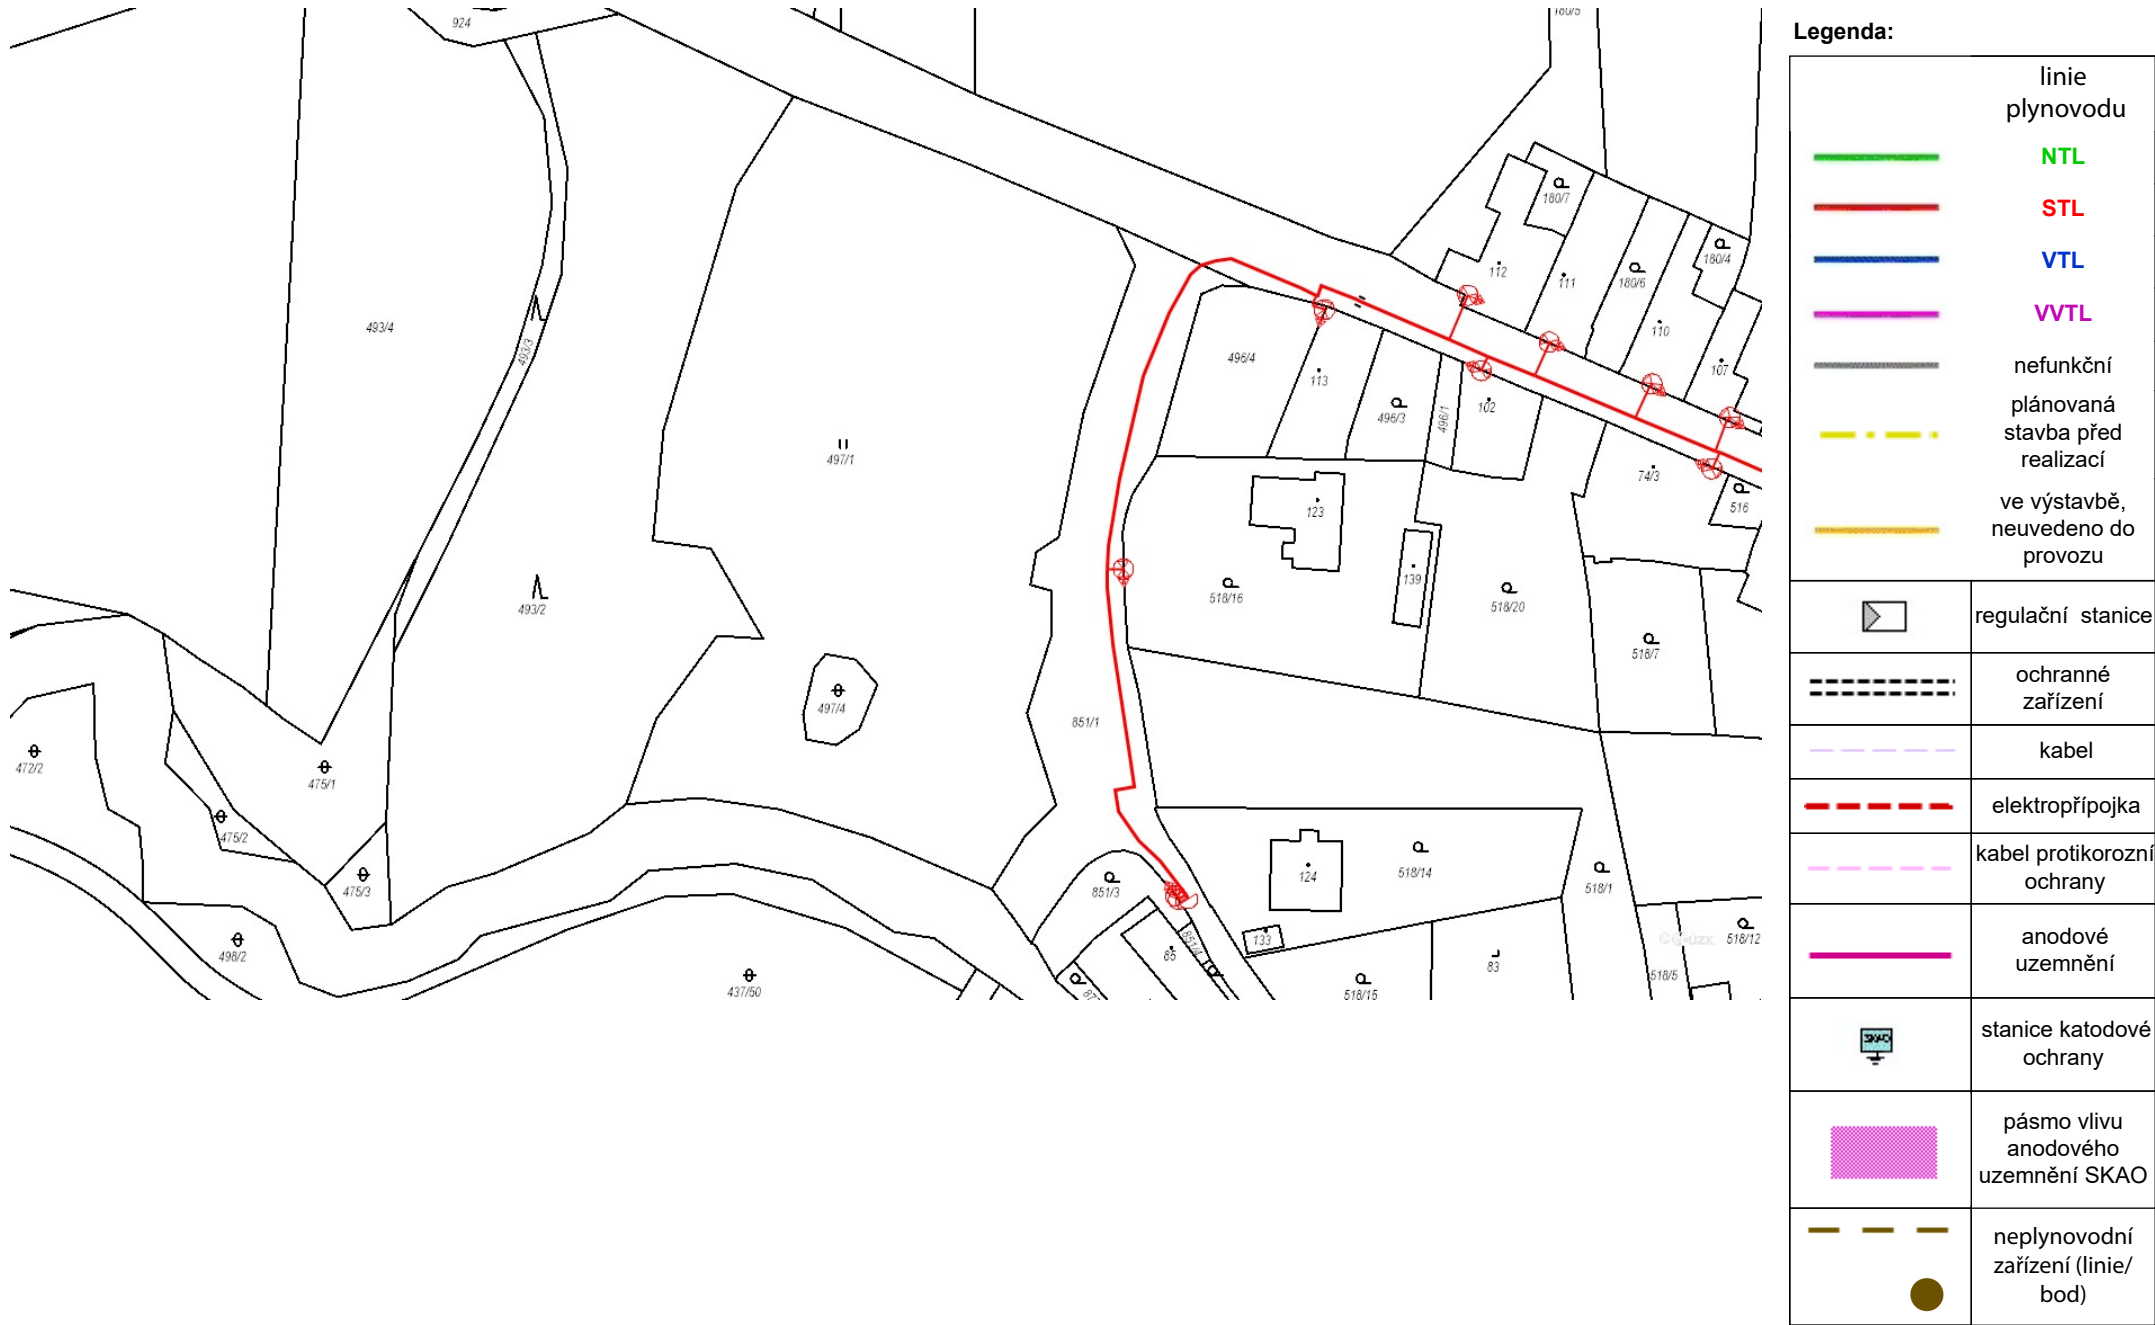 924
180/5
180/7
180/4
112
111
180/6
110
107
493/4
493/3
496/4
113
496/3
496/1
102
497/1
74/3
516
123
139
493/2
518/16
518/20
518/7
497/4
851/1
472/2
475/1
475/2
475/3
851/3
124
518/14
518/1
133
518/12
498/2
85
851/4
83
518/5
437/50
518/15
Legenda:
linie
plynovodu
NTL
STL
VTL
VVTL
nefunkční
plánovaná
stavba před
realizací
ve výstavbě,
neuvedeno do
provozu
regulační stanice
ochranné
zařízení
kabel
elektropřípojka
kabel protikorozní
ochrany
anodové
uzemnění
SKAO
stanice katodové
ochrany
pásmo vlivu
anodového
uzemnění SKAO
neplynovodní
zařízení (linie/
bod)